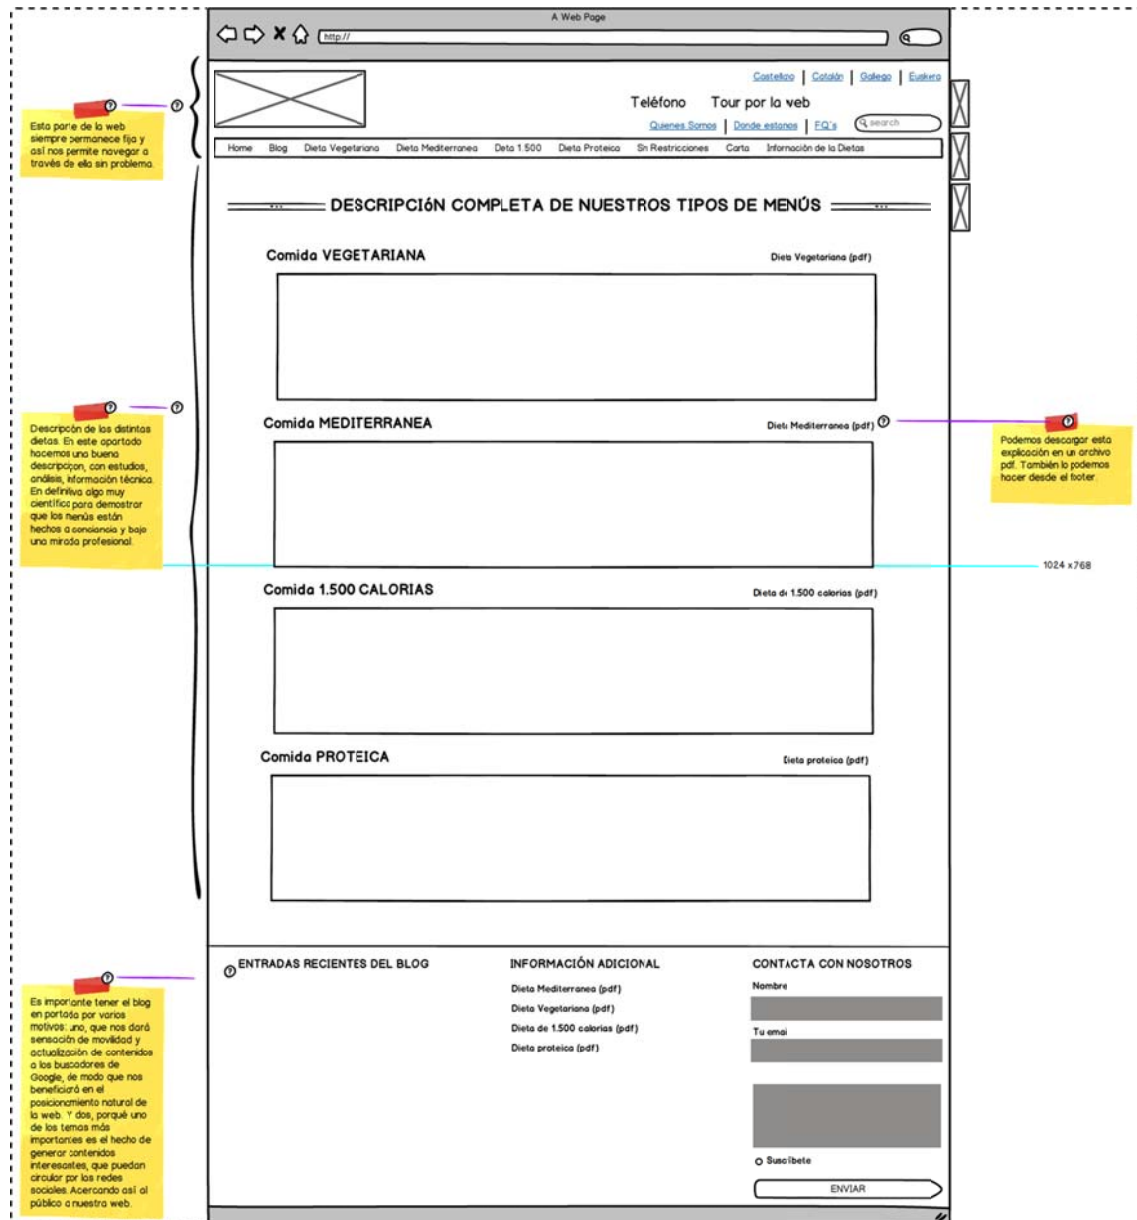 A Web Page
http://
Castellano | Catalán | Gallego | Euskera
Teléfono Tour por la web
Quienes Somos | Donde estanos | FQ's search
Home Blog Dieta Vegetariana Dieta Mediterranea Deta 1.500 Dieta Proteica Sn Restricciones Carta Infornación de la Dietas
Esta parte de la web
siempre permanece fija y
así nos permite navegar a
través de ella sin problema.
DESCRIPCIÓN COMPLETA DE NUESTROS TIPOS DE MENÚS
Comida VEGETARIANA
Dieta Vegetariana (pdf)
Comida MEDITERRANEA
Dieta Mediterranea (pdf)
Descripcón de las distintas
dietas. En este apartado
hacemos una buena
descripcion, con estudios,
análisis, información técnica.
En definitiva algo muy
científico para demostrar
que los menús están
hechos a conciencia y bajo
una mirada profesional.
Podemos descargar esta
explicación en un archivo
pdf. También lo podemos
hacer desde el footer.
1024 x768
Comida 1.500 CALORIAS
Dieta de 1.500 calorias (pdf)
Comida PROTEICA
Dieta proteica (pdf)
ENTRADAS RECIENTES DEL BLOG
INFORMACIÓN ADICIONAL
Dieta Mediterranea (pdf)
Dieta Vegetariana (pdf)
Dieta de 1.500 calorias (pdf)
Dieta proteica (pdf)
CONTACTA CON NOSOTROS
Nombre
Tu emai
Suscíbete
ENVIAR
Es importante tener el blog
en portada por varios
motivos: uno, que nos dará
sensación de movilidad y
actualización de contenidos
a los buscadores de
Google, de modo que nos
beneficiará en el
posicionamiento natural de
la web. Y dos, porqué uno
de los temas más
importantes es el hecho de
generar contenidos
interesantes, que puedan
circular por las redes
sociales. Acercando así al
público a nuestra web.